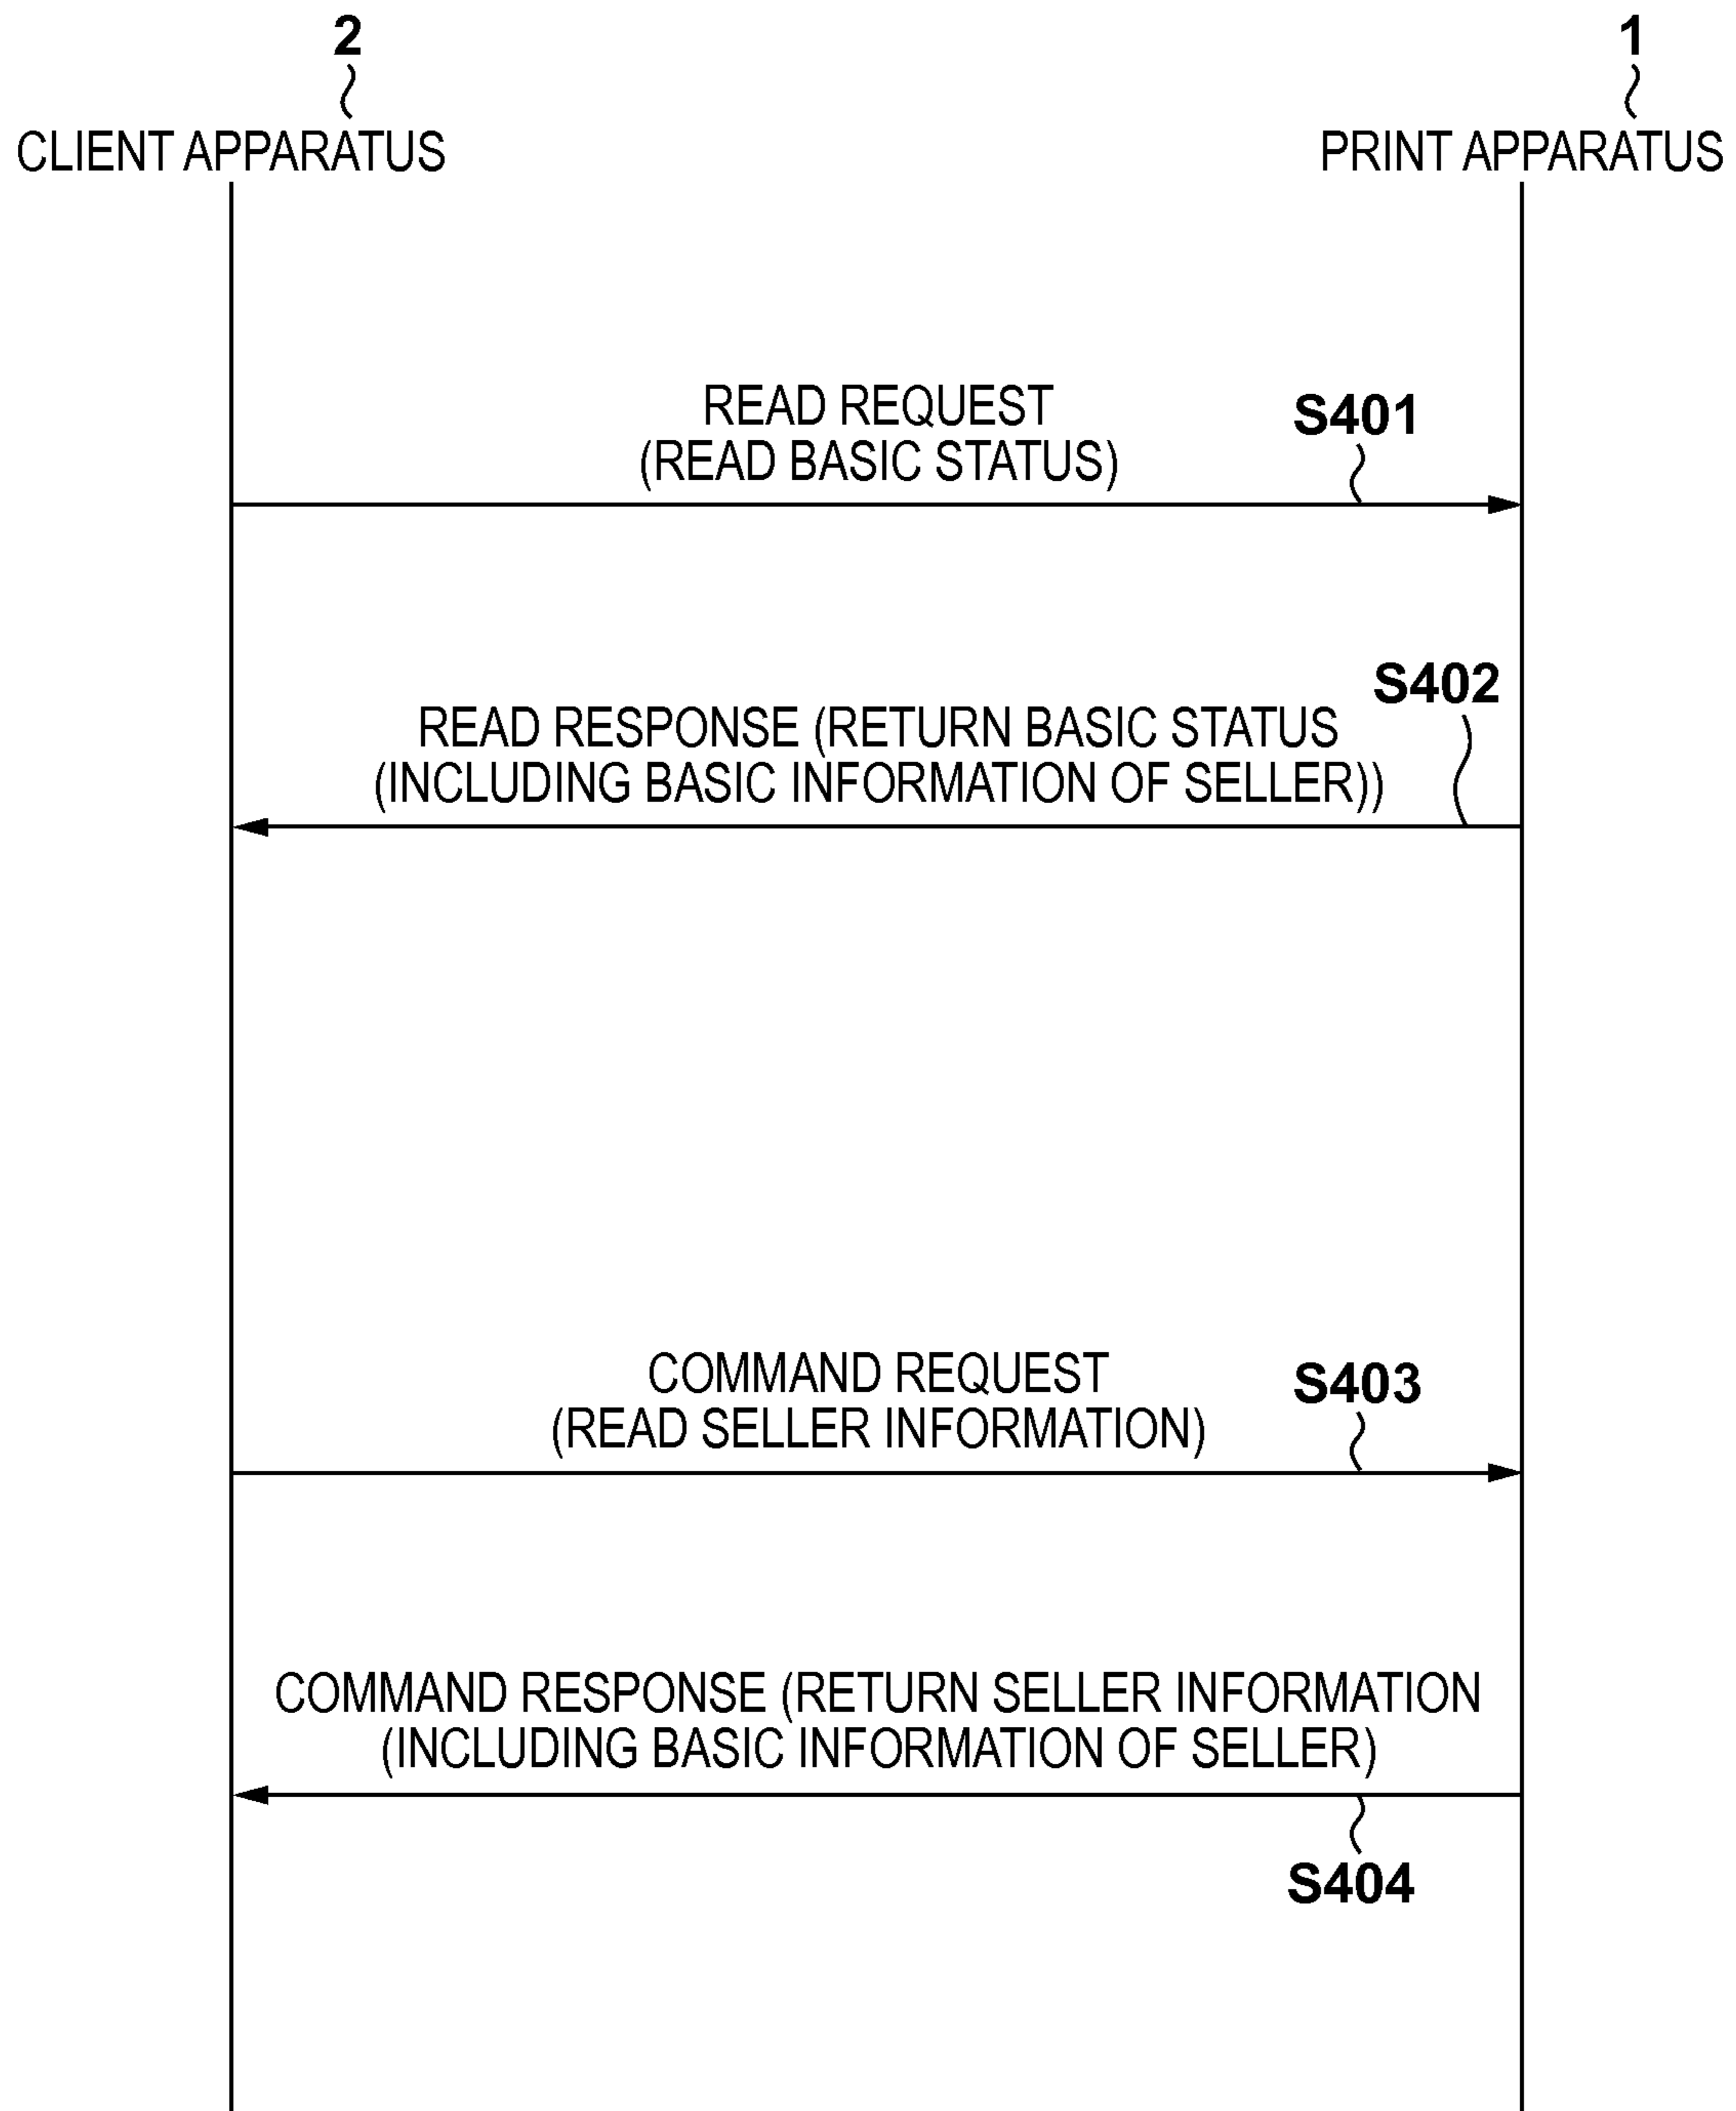 2
1
CLIENT APPARATUS
PRINT APPARATUS
READ REQUEST
(READ BASIC STATUS)
S401
S402
READ RESPONSE (RETURN BASIC STATUS
(INCLUDING BASIC INFORMATION OF SELLER))
COMMAND REQUEST
(READ SELLER INFORMATION)
S403
COMMAND RESPONSE (RETURN SELLER INFORMATION
(INCLUDING BASIC INFORMATION OF SELLER)
S404